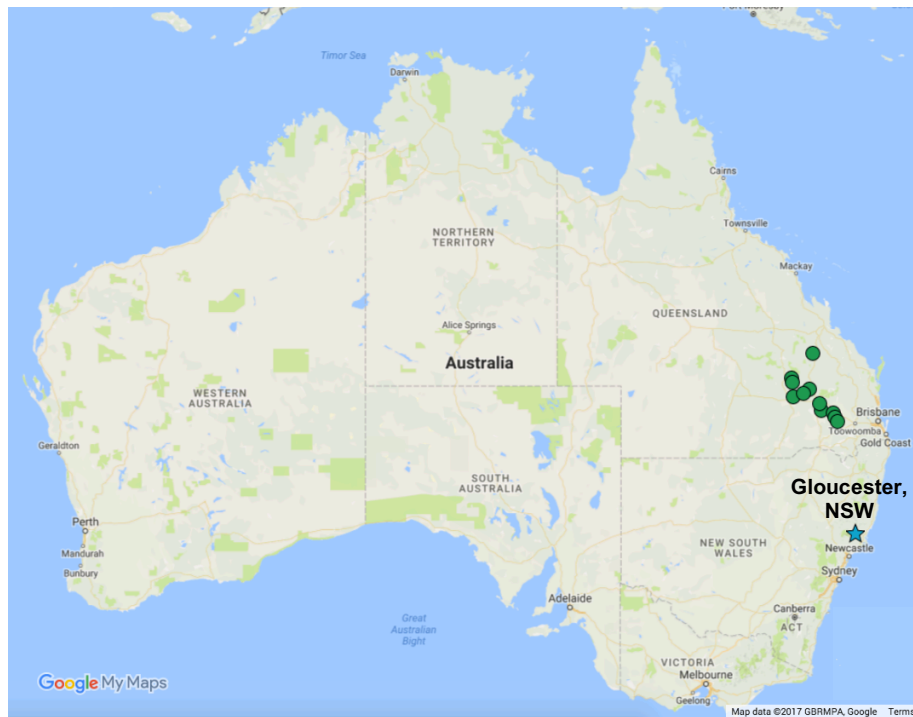 Port Moresby
Timor Sea
Darwin
Cairns
NORTHERN
TERRITORY
Townsville
Mackay
QUEENSLAND
Alice Springs
Australia
WESTERN
AUSTRALIA
Brisbane
Toowoomba
Gold Coast
Geraldton
SOUTH
AUSTRALIA
Gloucester,
NSW
Perth
NEW SOUTH
WALES
Mandurah
Newcastle
Bunbury
Sydney
Adelaide
Great
Australian
Bight
Canberra
ACT
VICTORIA
Melbourne
Geelong
Google My Maps
Map data ©2017 GBRMPA, Google Terms